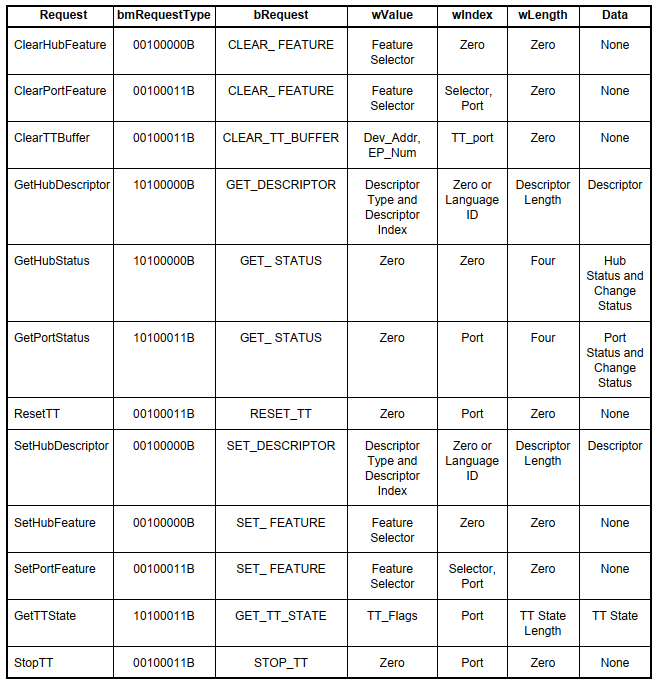 Request bmRequestType bRequest wValue wIndex wLength Data
ClearHubFeature 00100000B CLEAR_ FEATURE Feature Zero Zero None
Selector
ClearPortFeature 00100011B CLEAR_ FEATURE Feature Selector, Zero None
Selector Port
ClearTTBuffer 00100011B CLEAR_TT_BUFFER Dev_Addr, TT_port Zero None
EP_Num
GetHubDescriptor 10100000B GET_DESCRIPTOR Descriptor Zero or Descriptor Descriptor
Type and Language Length
Descriptor ID
Index
GetHubStatus 10100000B GET_ STATUS Zero Zero Four Hub
Status and
Change
Status
GetPortStatus 10100011B GET_ STATUS Zero Port Four Port
Status and
Change
Status
ResetTT 00100011B RESET_TT Zero Port Zero None
SetHubDescriptor 00100000B SET_DESCRIPTOR Descriptor Zero or Descriptor Descriptor
Type and Language Length
Descriptor ID
Index
SetHubFeature 00100000B SET_ FEATURE Feature Zero Zero None
Selector
SetPortFeature 00100011B SET_ FEATURE Feature Selector, Zero None
Selector Port
GetTTState 10100011B GET_TT_STATE TT_Flags Port TT State TT State
Length
StopTT 00100011B STOP_TT Zero Port Zero None